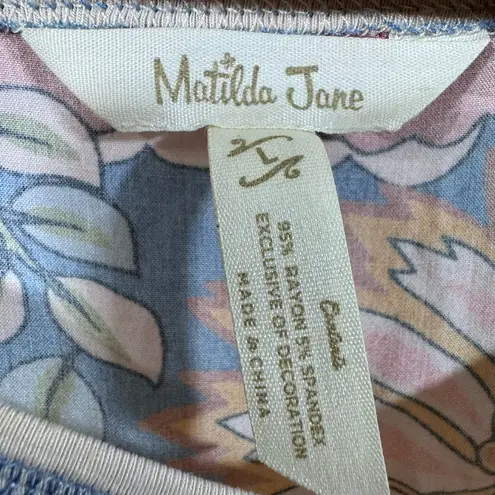 Matilda Jane
L
Contents
95% RAYON 5% SPANDEX
EXCLUSIVE OF DECORATION
MADE in CHINA